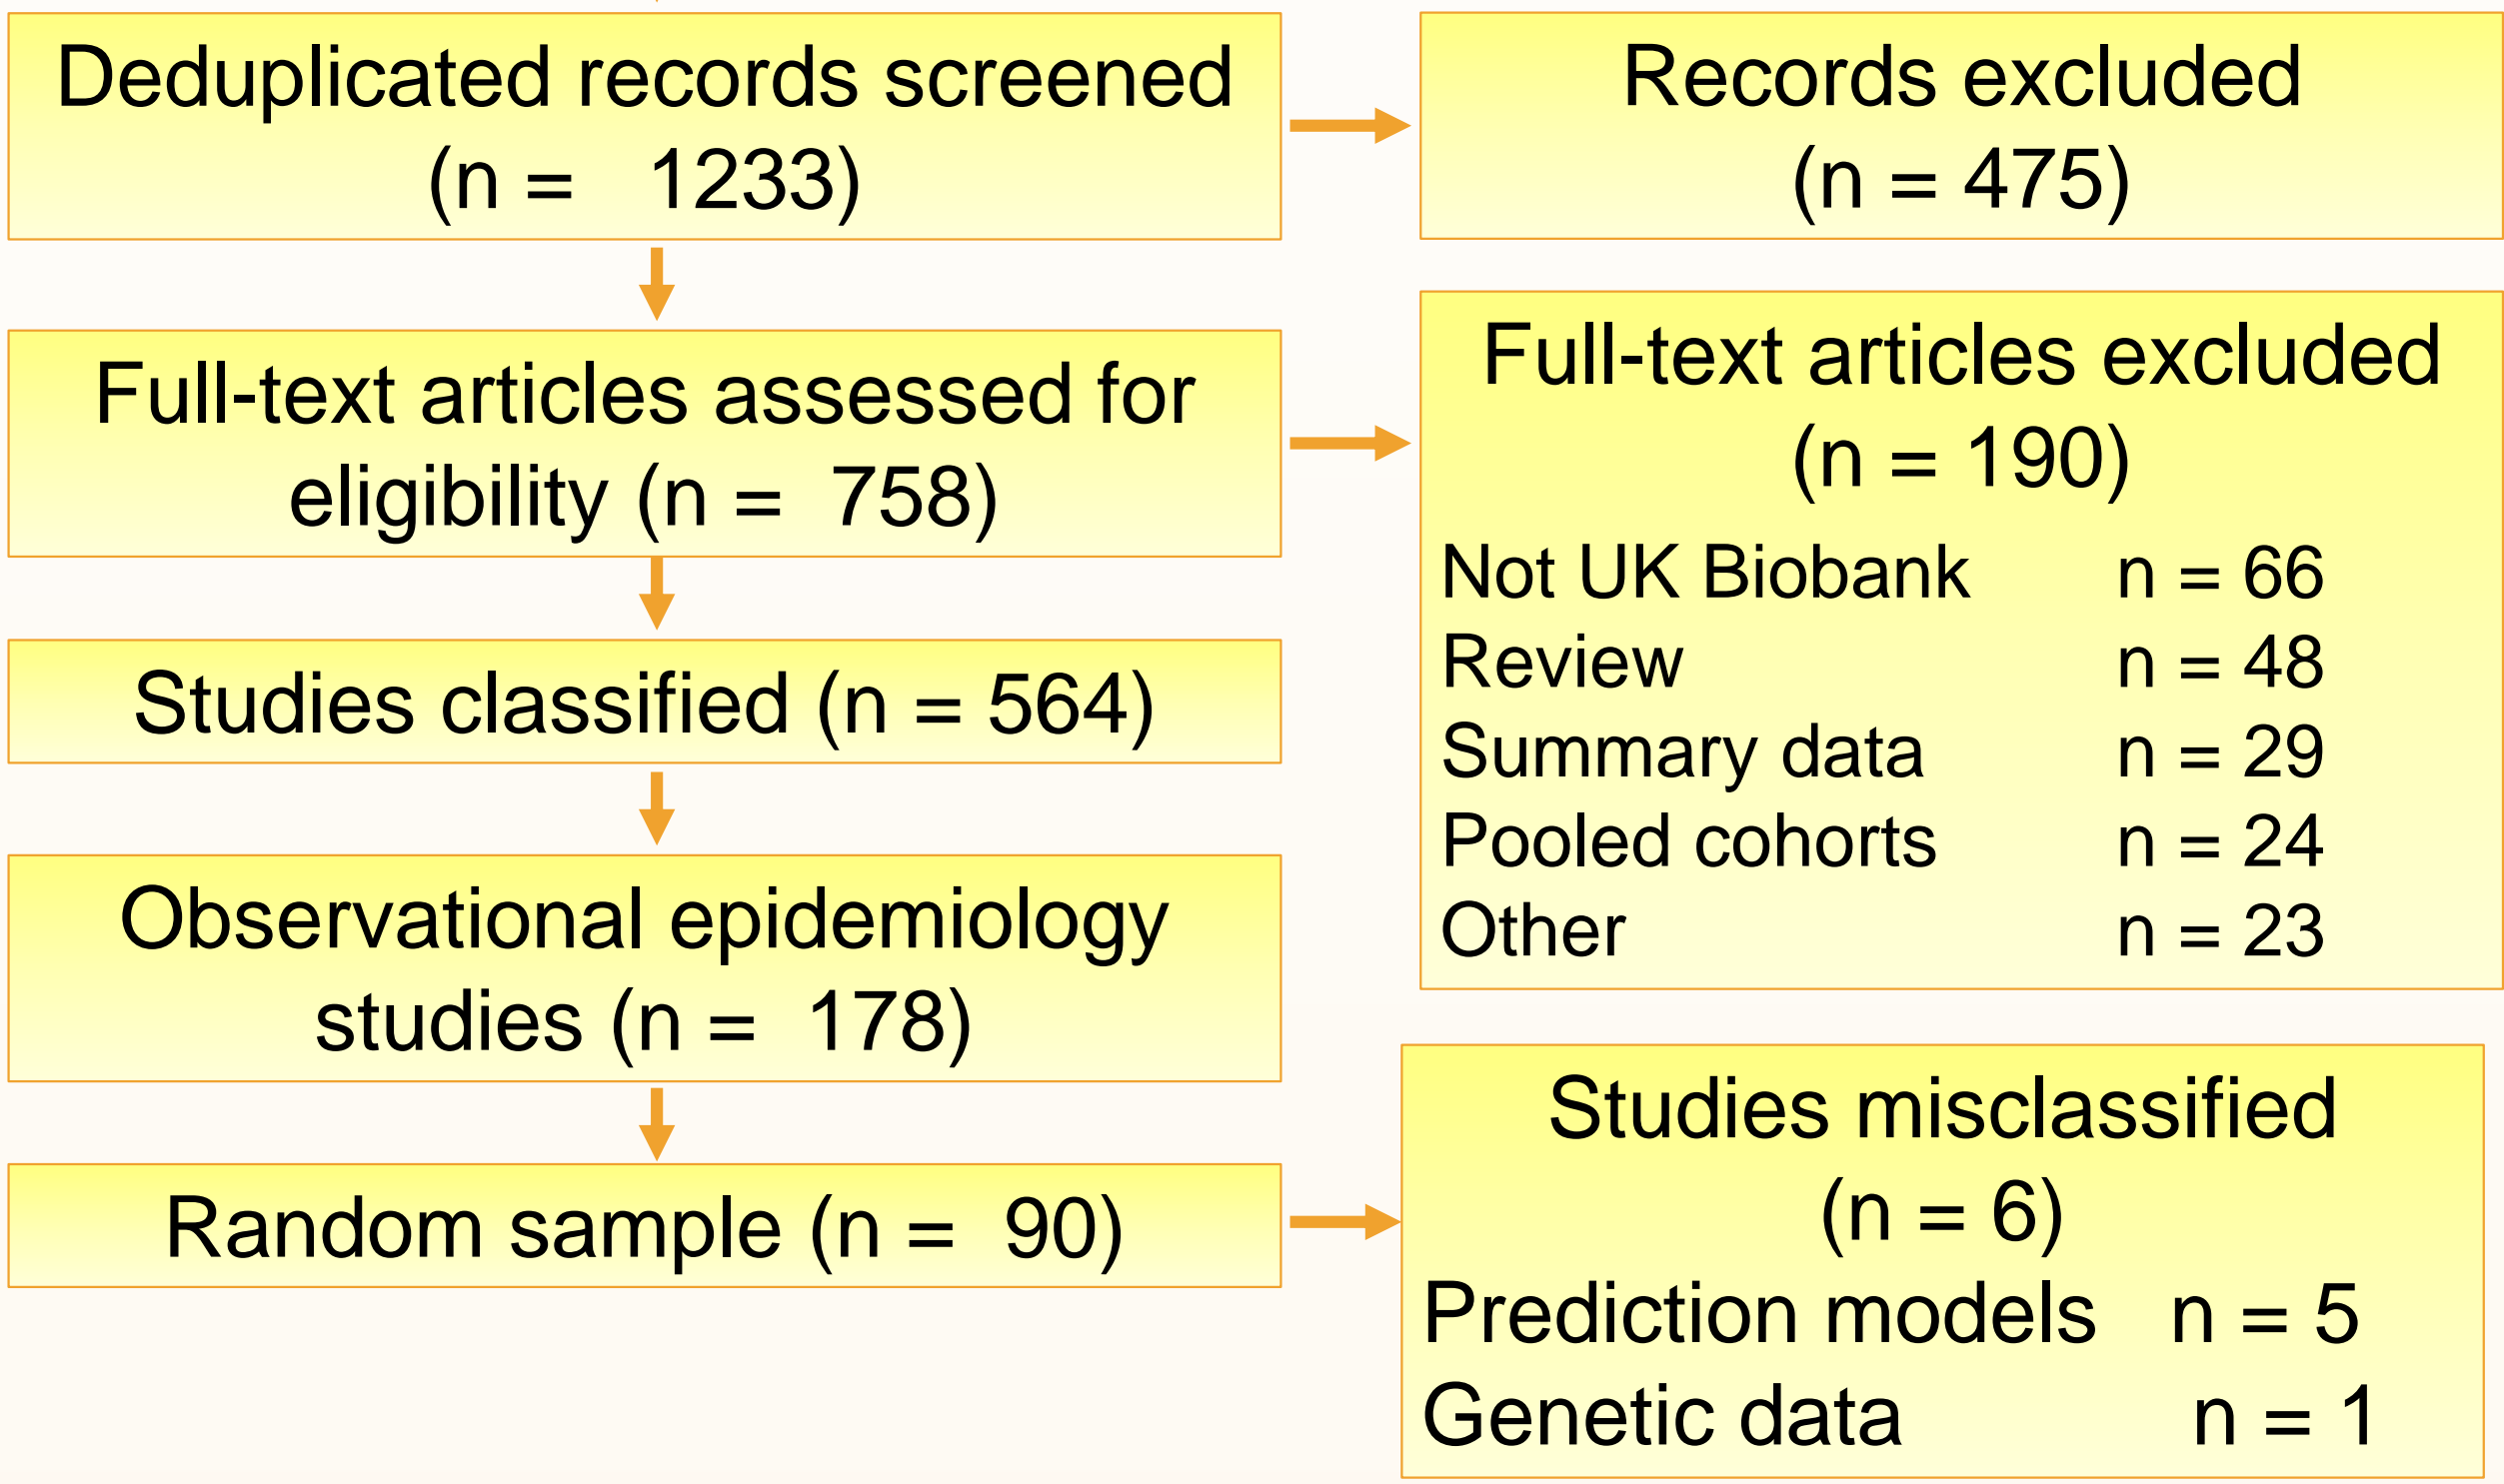 Deduplicated records screened
(n = 1233)
Records excluded
(n = 475)
Full-text articles assessed for
eligibility (n = 758)
Full-text articles excluded
(n = 190)
Not UK Biobank n = 66
Review n = 48
Summary data n = 29
Pooled cohorts n = 24
Other n = 23
Studies classified (n = 564)
Observational epidemiology
studies (n = 178)
Random sample (n = 90)
Studies misclassified
(n = 6)
Prediction models n = 5
Genetic data n = 1